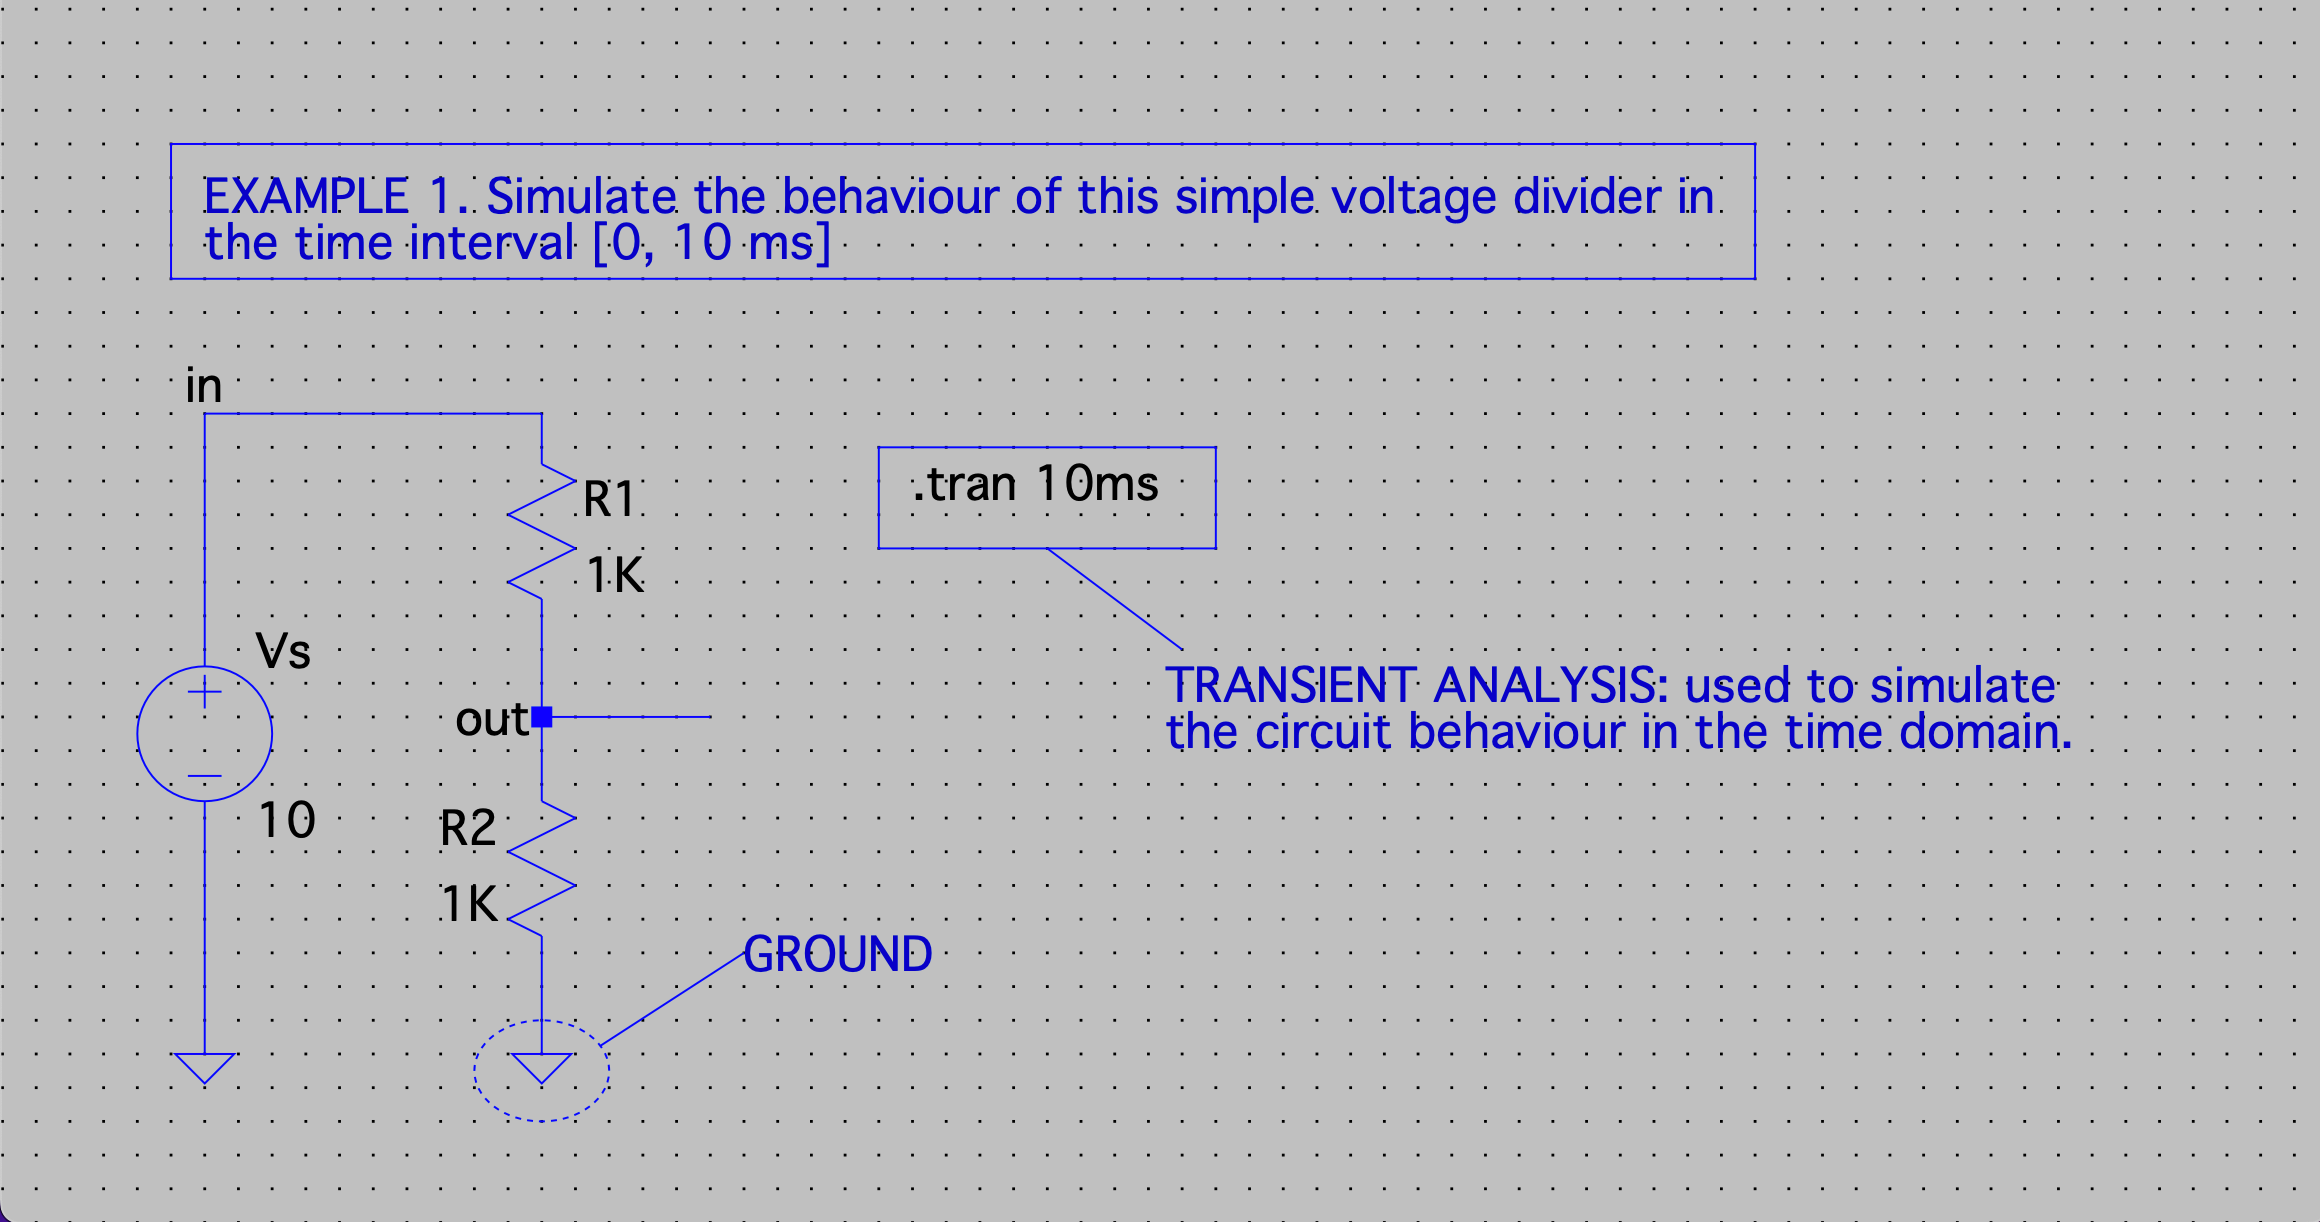 EXAMPLE 1. Simulate the behaviour of this simple voltage divider in
the time interval [0, 10 ms]
in
R1
1K
.tran 10ms
Vs
out
TRANSIENT ANALYSIS: used to simulate
the circuit behaviour in the time domain.
10
R2
1K
GROUND